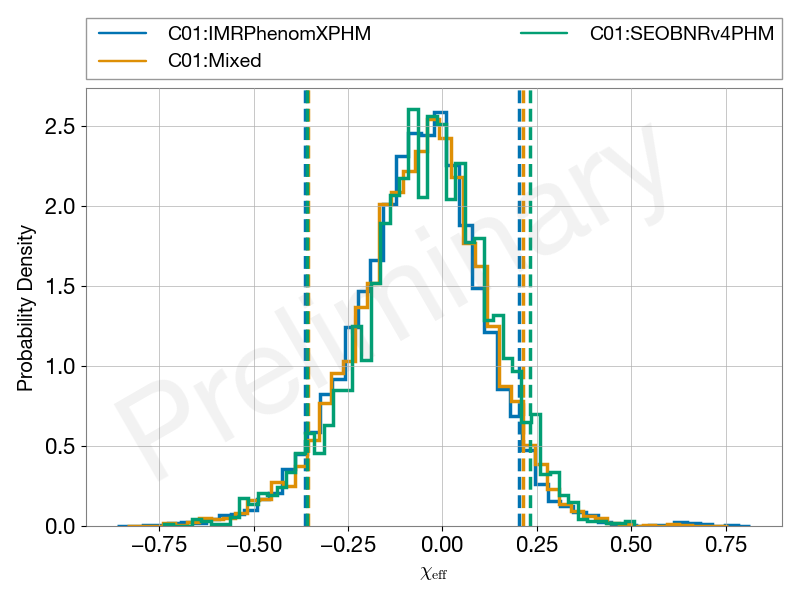 C01:IMRPhenomXPHM
C01:Mixed
C01:SEOBNRv4PHM
Preliminary
Probability Density
2.5
2.0
1.5
1.0
0.5
0.0
−0.75 −0.50 −0.25 0.00 0.25 0.50 0.75
χeff